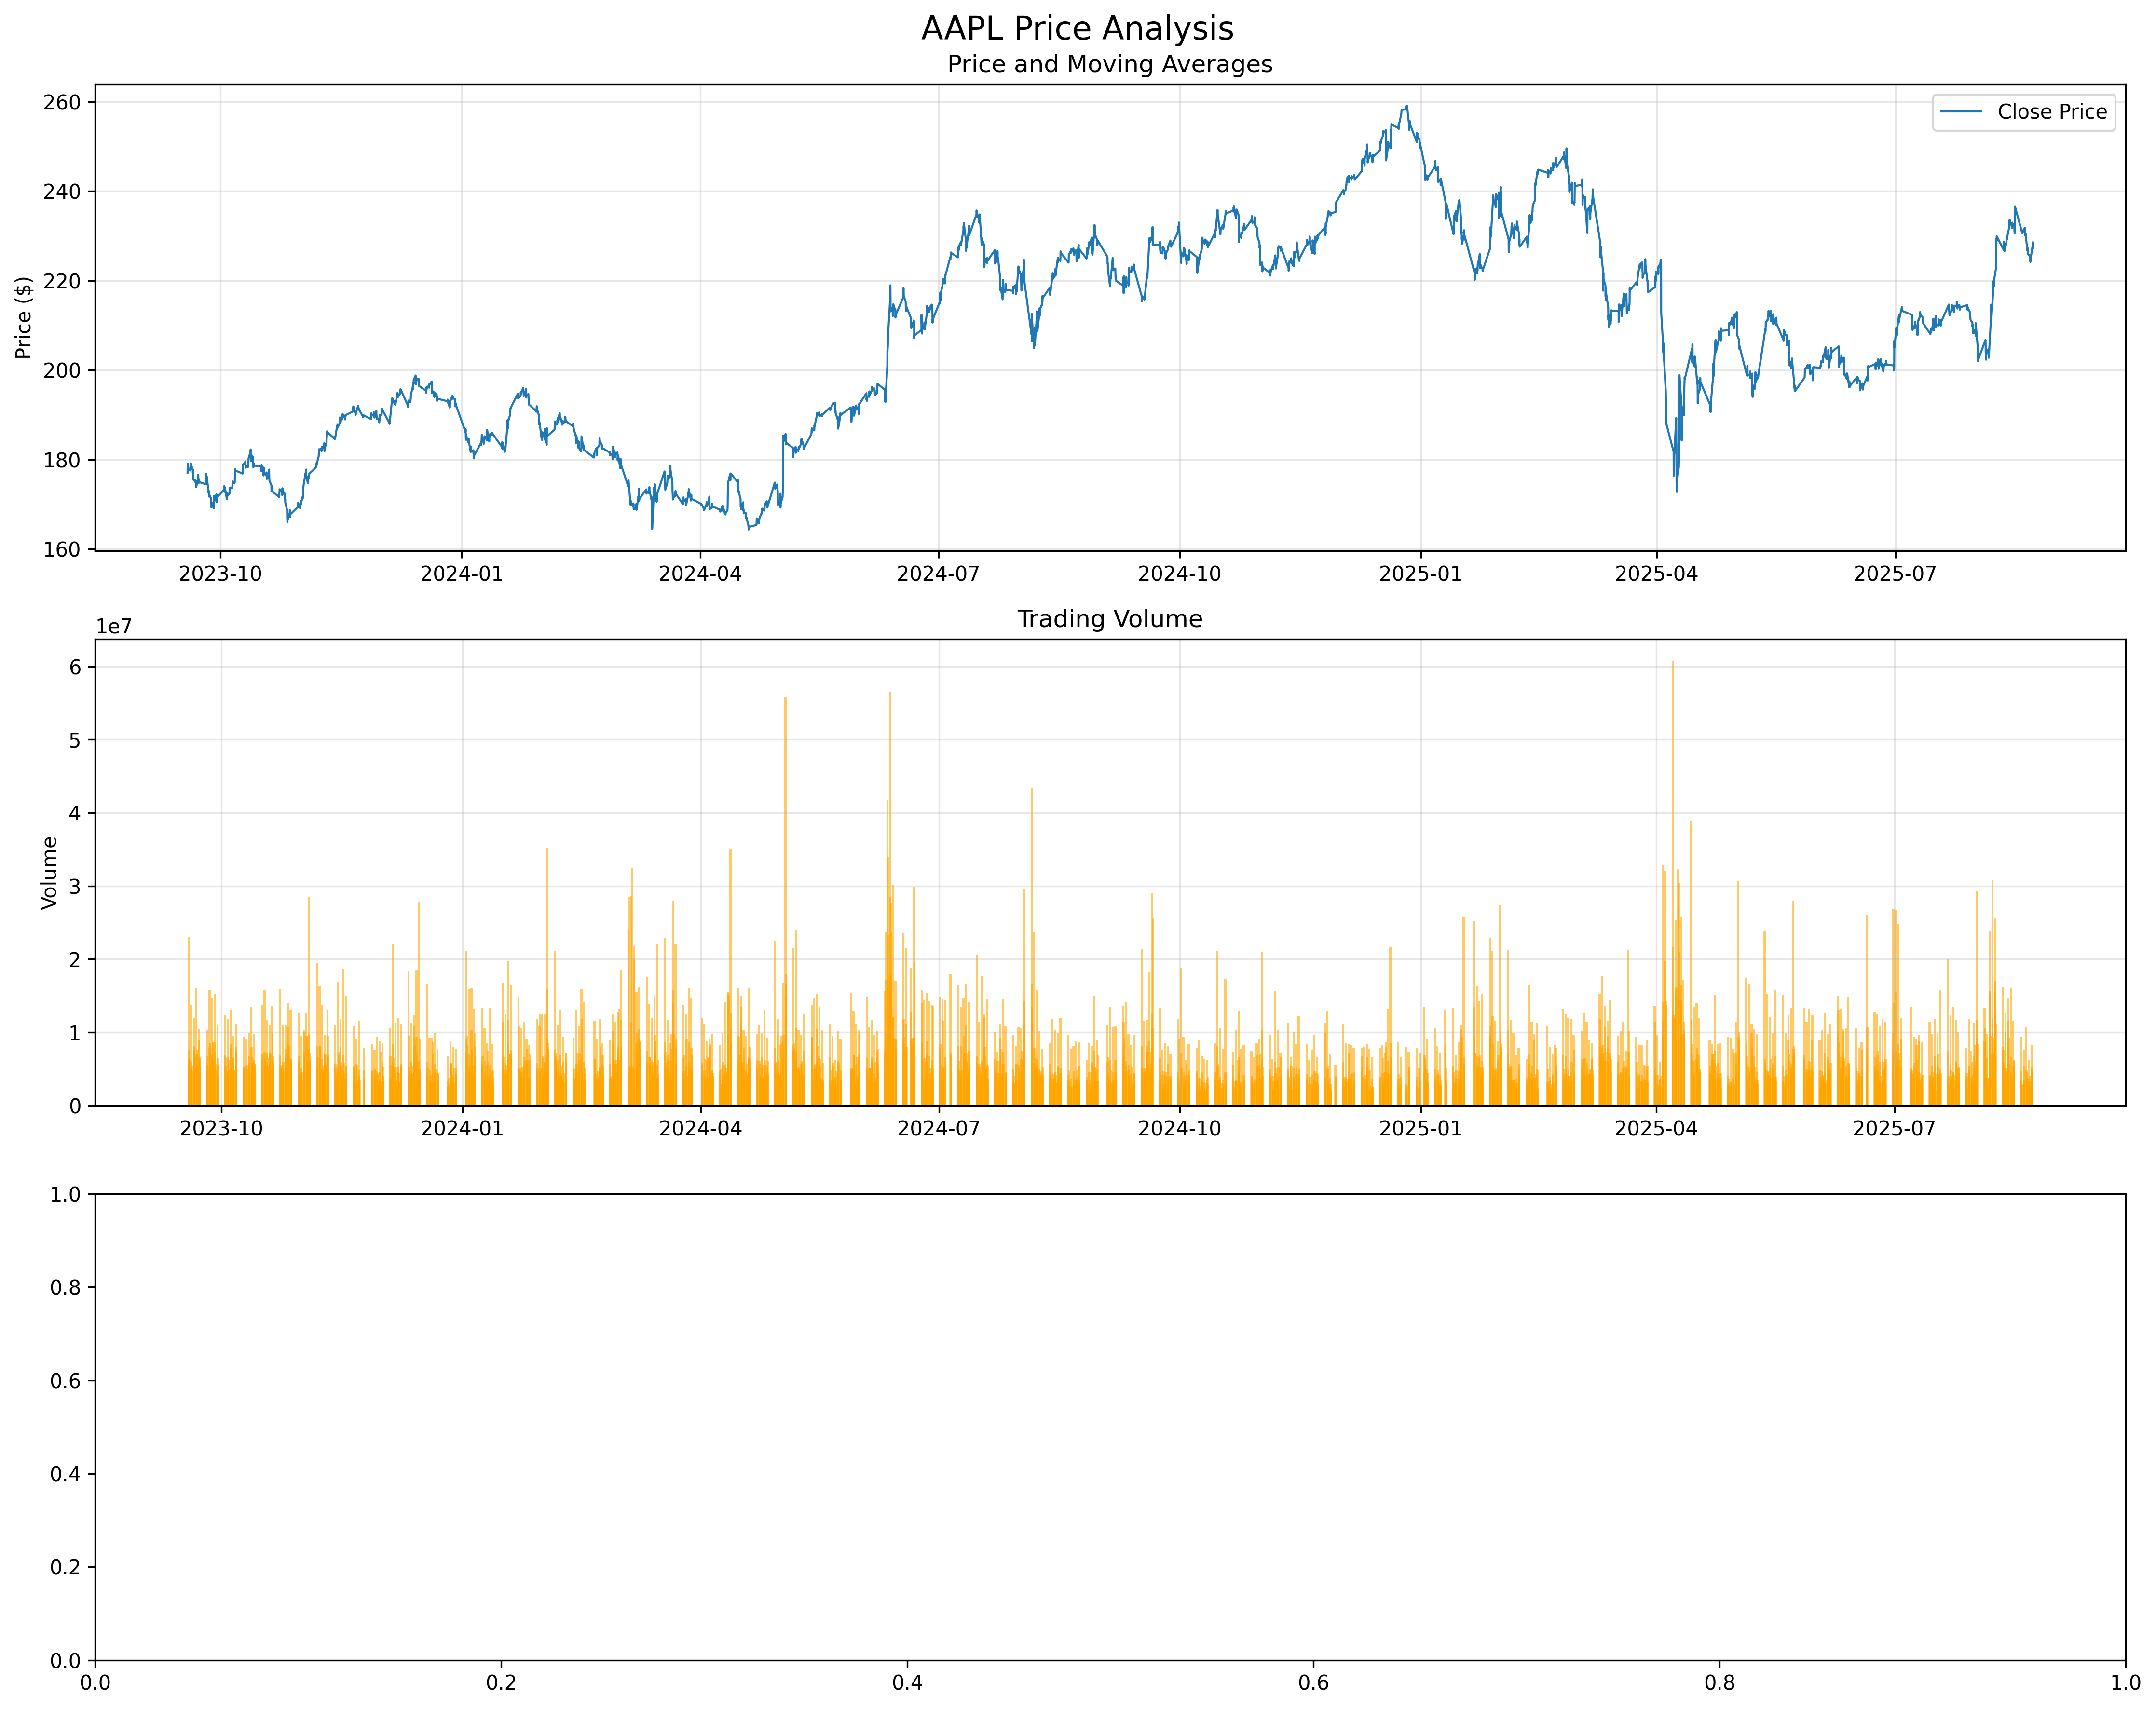 AAPL Price Analysis
Price and Moving Averages
Close Price
Price ($)
260
240
220
200
180
160
2023-10 2024-01 2024-04 2024-07 2024-10 2025-01 2025-04 2025-07
Trading Volume
1e7
Volume
6
5
4
3
2
1
0
2023-10 2024-01 2024-04 2024-07 2024-10 2025-01 2025-04 2025-07
1.0
0.8
0.6
0.4
0.2
0.0
0.0 0.2 0.4 0.6 0.8 1.0